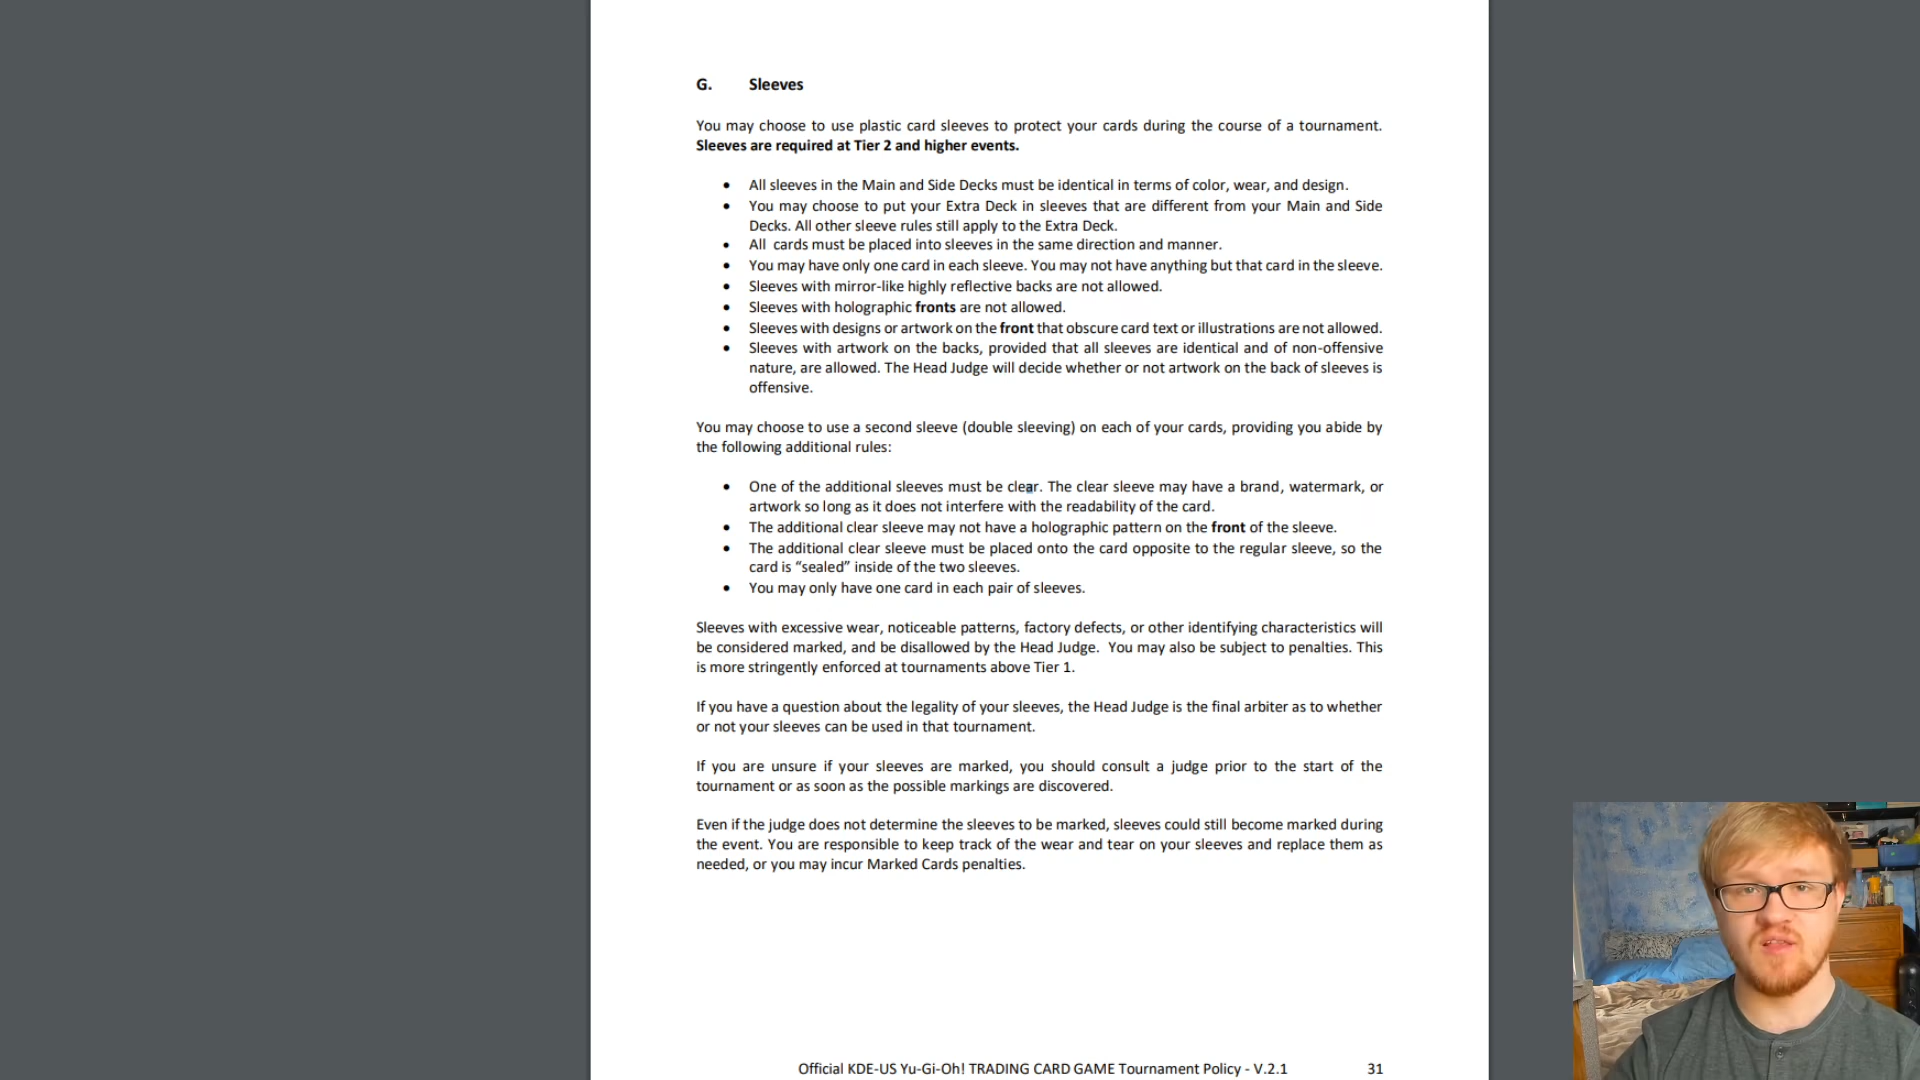 G. Sleeves
You may choose to use plastic card sleeves to protect your cards during the course of a tournament.
Sleeves are required at Tier 2 and higher events.
• All sleeves in the Main and Side Decks must be identical in terms of color, wear, and design.
• You may choose to put your Extra Deck in sleeves that are different from your Main and Side
Decks. All other sleeve rules still apply to the Extra Deck.
• All cards must be placed into sleeves in the same direction and manner.
• You may have only one card in each sleeve. You may not have anything but that card in the sleeve.
• Sleeves with mirror-like highly reflective backs are not allowed.
• Sleeves with holographic fronts are not allowed.
• Sleeves with designs or artwork on the front that obscure card text or illustrations are not allowed.
• Sleeves with artwork on the backs, provided that all sleeves are identical and of non-offensive
nature, are allowed. The Head Judge will decide whether or not artwork on the back of sleeves is
offensive.
You may choose to use a second sleeve (double sleeving) on each of your cards, providing you abide by
the following additional rules:
• One of the additional sleeves must be clear. The clear sleeve may have a brand, watermark, or
artwork so long as it does not interfere with the readability of the card.
• The additional clear sleeve may not have a holographic pattern on the front of the sleeve.
• The additional clear sleeve must be placed onto the card opposite to the regular sleeve, so the
card is “sealed” inside of the two sleeves.
• You may only have one card in each pair of sleeves.
Sleeves with excessive wear, noticeable patterns, factory defects, or other identifying characteristics will
be considered marked, and be disallowed by the Head Judge. You may also be subject to penalties. This
is more stringently enforced at tournaments above Tier 1.
If you have a question about the legality of your sleeves, the Head Judge is the final arbiter as to whether
or not your sleeves can be used in that tournament.
If you are unsure if your sleeves are marked, you should consult a judge prior to the start of the
tournament or as soon as the possible markings are discovered.
Even if the judge does not determine the sleeves to be marked, sleeves could still become marked during
the event. You are responsible to keep track of the wear and tear on your sleeves and replace them as
needed, or you may incur Marked Cards penalties.
Official KDE-US Yu-Gi-Oh! TRADING CARD GAME Tournament Policy - V.2.1 31